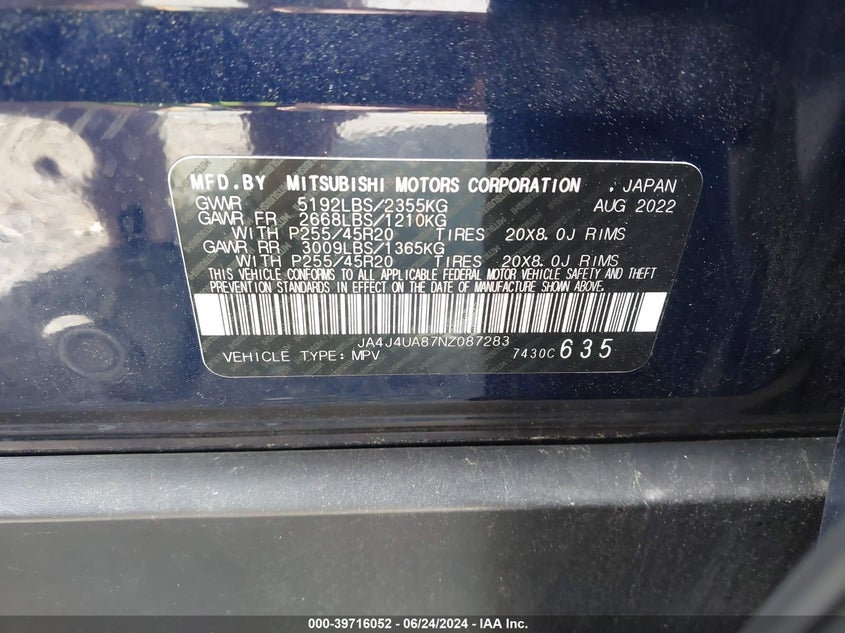 MFD.BY MITSUBISHI MOTORS CORPORATION . JAPAN
GVWR 5192LBS/2355KG AUG 2022
GAWR FR 2668LBS/1210KG
WITH P255/45R20 TIRES 20X8.0J RIMS
GAWR RR 3009LBS/1365KG
WITH P255/45R20 TIRES 20X8.0J RIMS
THIS VEHICLE CONFORMS TO ALL APPLICABLE FEDERAL MOTOR VEHICLE SAFETY AND THEFT
PREVENTION STANDARDS IN EFFECT ON THE DATE OF MANUFACTURE SHOWN ABOVE.
JA4J4UA87NZ087283
VEHICLE TYPE: MPV 7430C 635
000-39716052 - 06/24/2024 - IAA Inc.